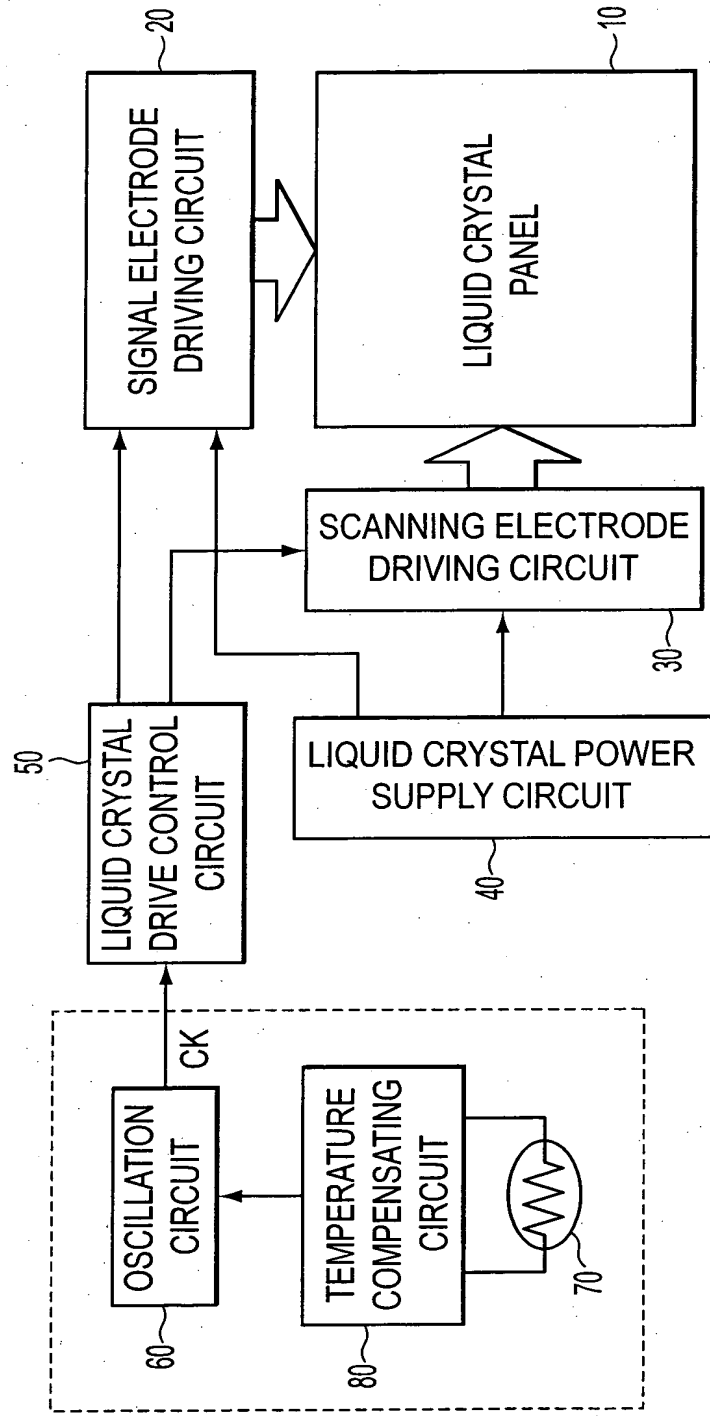 60
OSCILLATION
CIRCUIT
CK
50
LIQUID CRYSTAL
DRIVE CONTROL
CIRCUIT
SIGNAL ELECTRODE
DRIVING CIRCUIT
20
80
TEMPERATURE
COMPENSATING
CIRCUIT
70
40
LIQUID CRYSTAL POWER
SUPPLY CIRCUIT
SCANNING ELECTRODE
DRIVING CIRCUIT
30
LIQUID CRYSTAL
PANEL
10